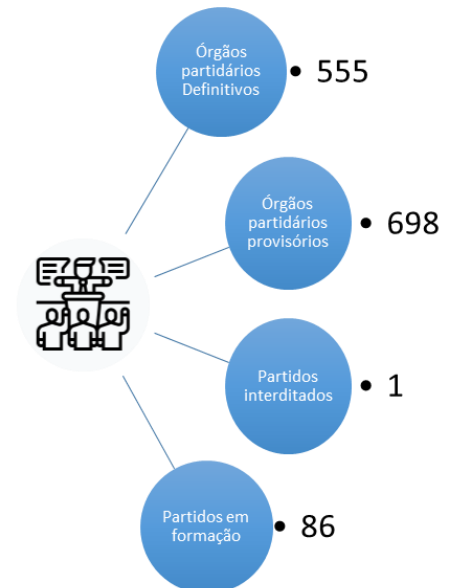 Órgãos
partidários
Definitivos
• 555
Órgãos
partidários
provisórios
• 698
Partidos
interditados
• 1
Partidos em
formação
• 86